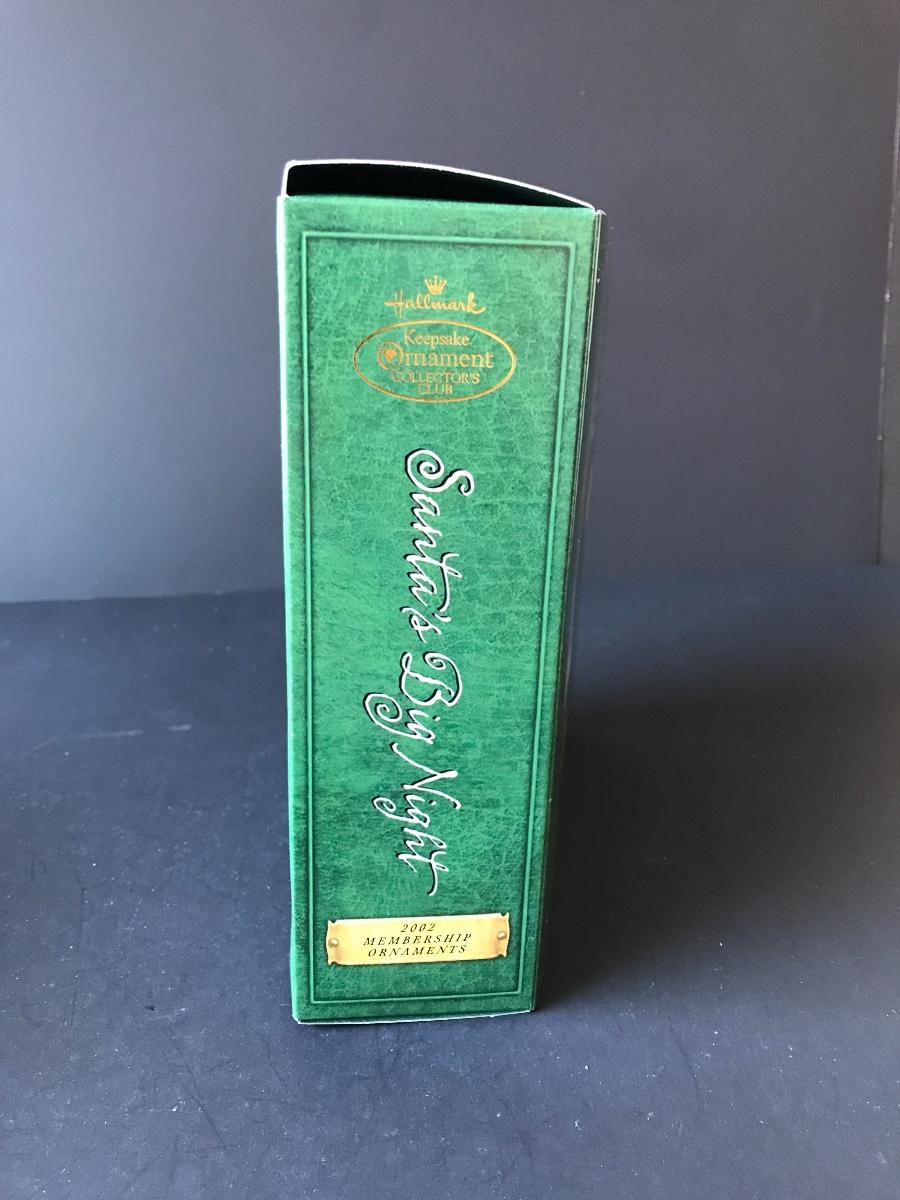 Hallmark
Keepsake
Ornament
COLLECTOR'S
CLUB
Santa's Big Night
2002
MEMBERSHIP
ORNAMENTS